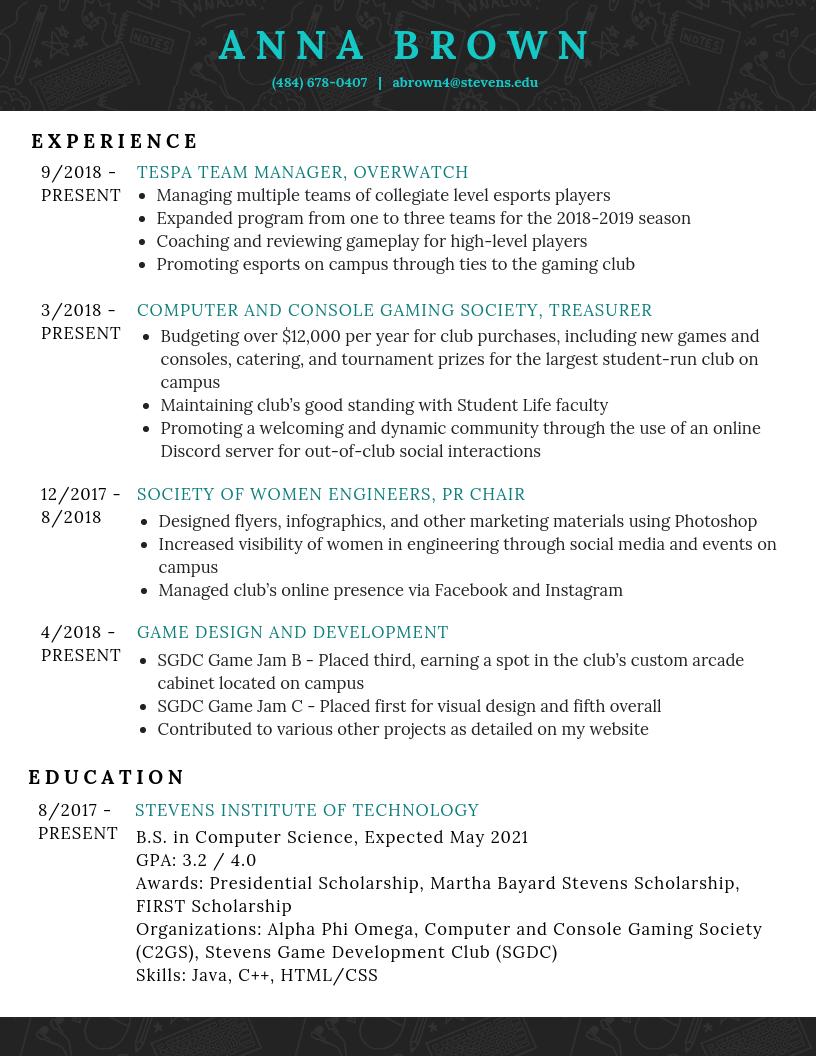 ANNA BROWN
(484) 678-0407 | abrown4@stevens.edu
EXPERIENCE
9/2018 - TESPA TEAM MANAGER, OVERWATCH
PRESENT • Managing multiple teams of collegiate level esports players
• Expanded program from one to three teams for the 2018-2019 season
• Coaching and reviewing gameplay for high-level players
• Promoting esports on campus through ties to the gaming club
3/2018 - COMPUTER AND CONSOLE GAMING SOCIETY, TREASURER
PRESENT • Budgeting over $12,000 per year for club purchases, including new games and
consoles, catering, and tournament prizes for the largest student-run club on
campus
• Maintaining club’s good standing with Student Life faculty
• Promoting a welcoming and dynamic community through the use of an online
Discord server for out-of-club social interactions
12/2017 - SOCIETY OF WOMEN ENGINEERS, PR CHAIR
8/2018 • Designed flyers, infographics, and other marketing materials using Photoshop
• Increased visibility of women in engineering through social media and events on
campus
• Managed club’s online presence via Facebook and Instagram
4/2018 - GAME DESIGN AND DEVELOPMENT
PRESENT • SGDC Game Jam B - Placed third, earning a spot in the club’s custom arcade
cabinet located on campus
• SGDC Game Jam C - Placed first for visual design and fifth overall
• Contributed to various other projects as detailed on my website
EDUCATION
8/2017 - STEVENS INSTITUTE OF TECHNOLOGY
PRESENT B.S. in Computer Science, Expected May 2021
GPA: 3.2 / 4.0
Awards: Presidential Scholarship, Martha Bayard Stevens Scholarship,
FIRST Scholarship
Organizations: Alpha Phi Omega, Computer and Console Gaming Society
(C2GS), Stevens Game Development Club (SGDC)
Skills: Java, C++, HTML/CSS